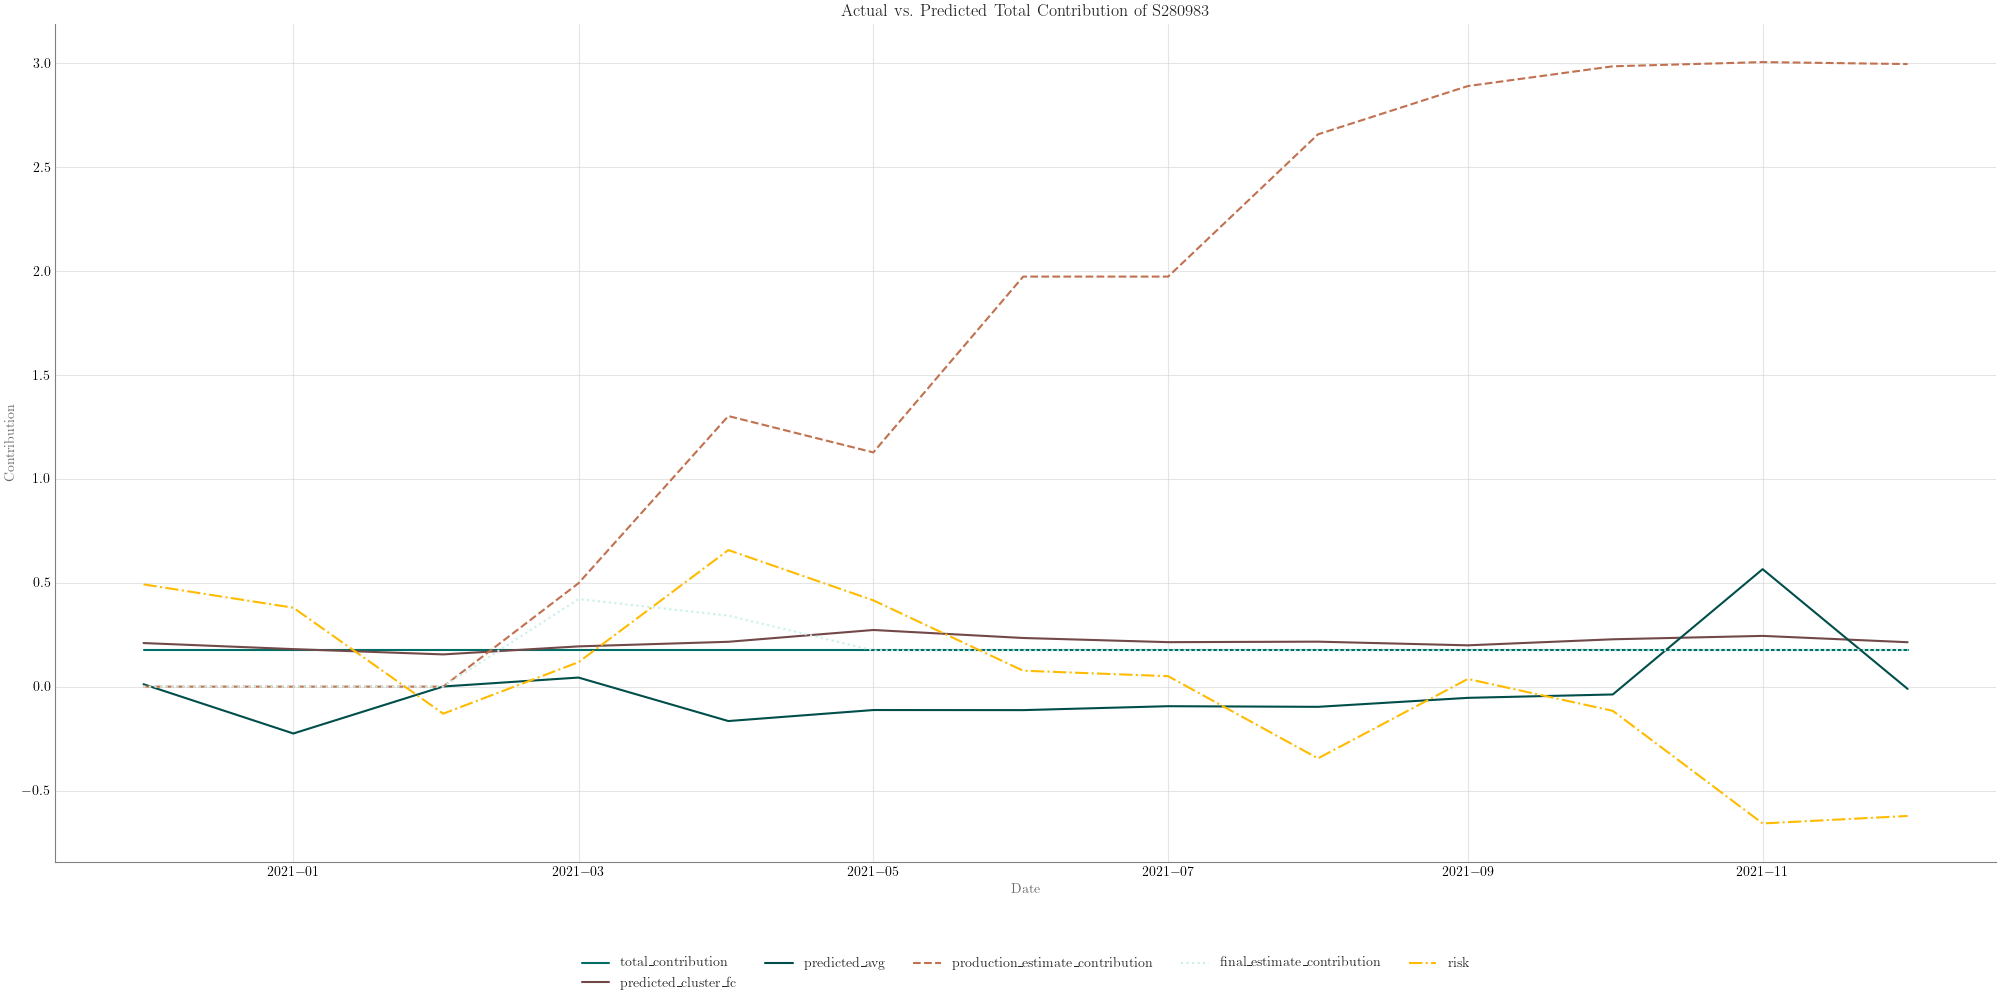 Actual vs. Predicted Total Contribution of S280983
3.0
2.5
2.0
1.5
1.0
0.5
0.0
−0.5
Contribution
2021−01 2021−03 2021−05 2021−07 2021−09 2021−11
Date
total_contribution predicted_avg production_estimate_contribution final_estimate_contribution risk
predicted_cluster_fc